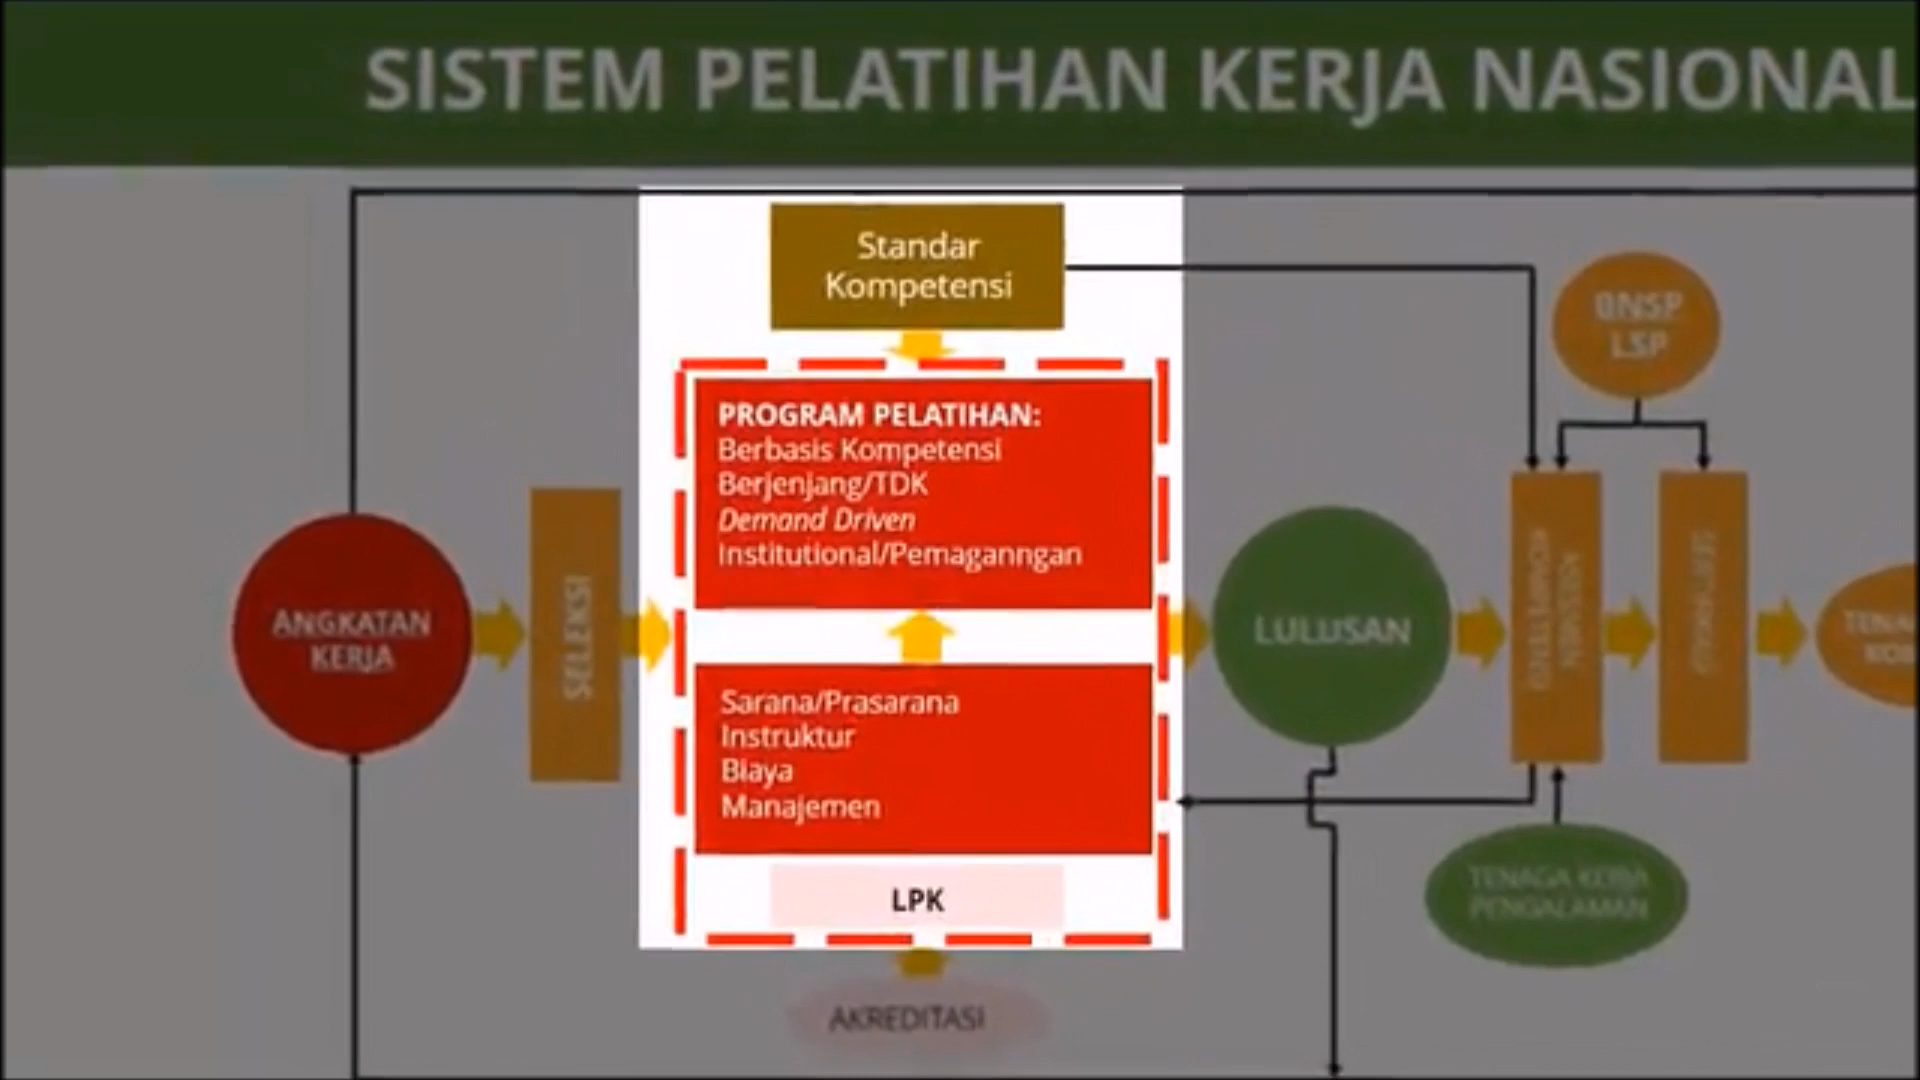 SISTEM PELATIHAN KERJA NASIONAL
Standar
Kompetensi
BNSP
LSP
PROGRAM PELATIHAN:
Berbasis Kompetensi
Berjenjang/TDK
Demand Driven
Institutional/Pemaganngan
ANGKATAN
KERJA
SELEKSI
LULUSAN
Sarana/Prasarana
Instruktur
Biaya
Manajemen
LPK
TENAGA KERJA
PENGALAMAN
AKREDITASI